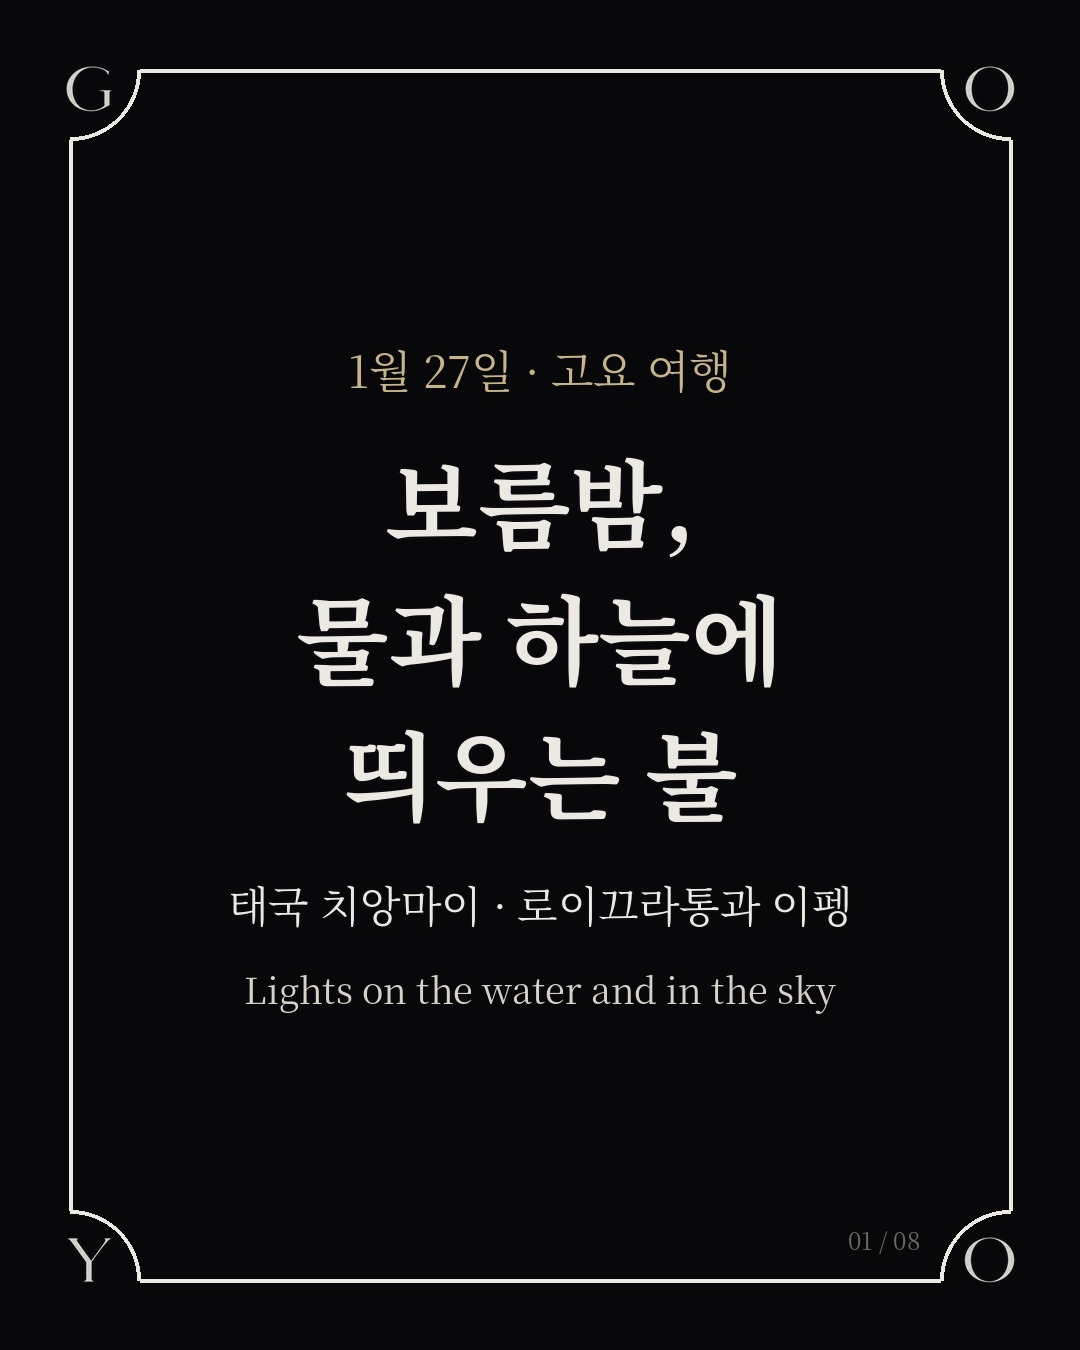 G O
1월 27일 · 고요 여행
보름밤,
물과 하늘에
띄우는 불
태국 치앙마이 · 로이끄라통과 이펭
Lights on the water and in the sky
01 / 08
Y O